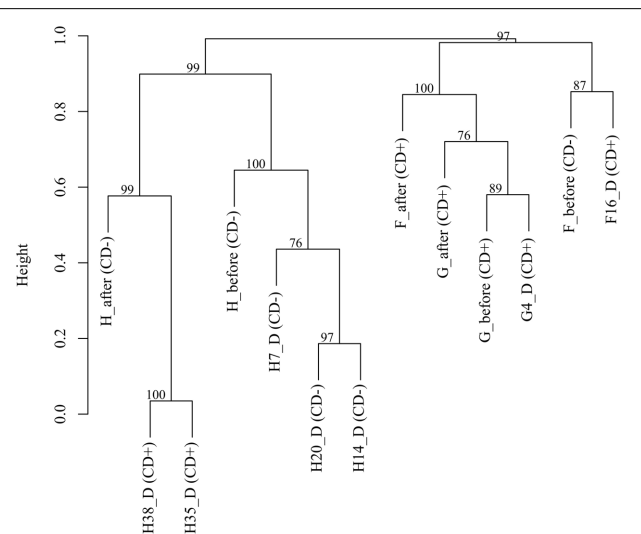 1.0
0.8
0.6
0.4
0.2
0.0
Height
97
99
100
87
76
99
100
89
76
97
100
F_after (CD+)
F_before (CD-)
F16_D (CD+)
G_after (CD+)
H_after (CD-)
H_before (CD-)
G_before (CD+)
G4_D (CD+)
H7_D (CD-)
H20_D (CD-)
H14_D (CD-)
H38_D (CD+)
H35_D (CD+)